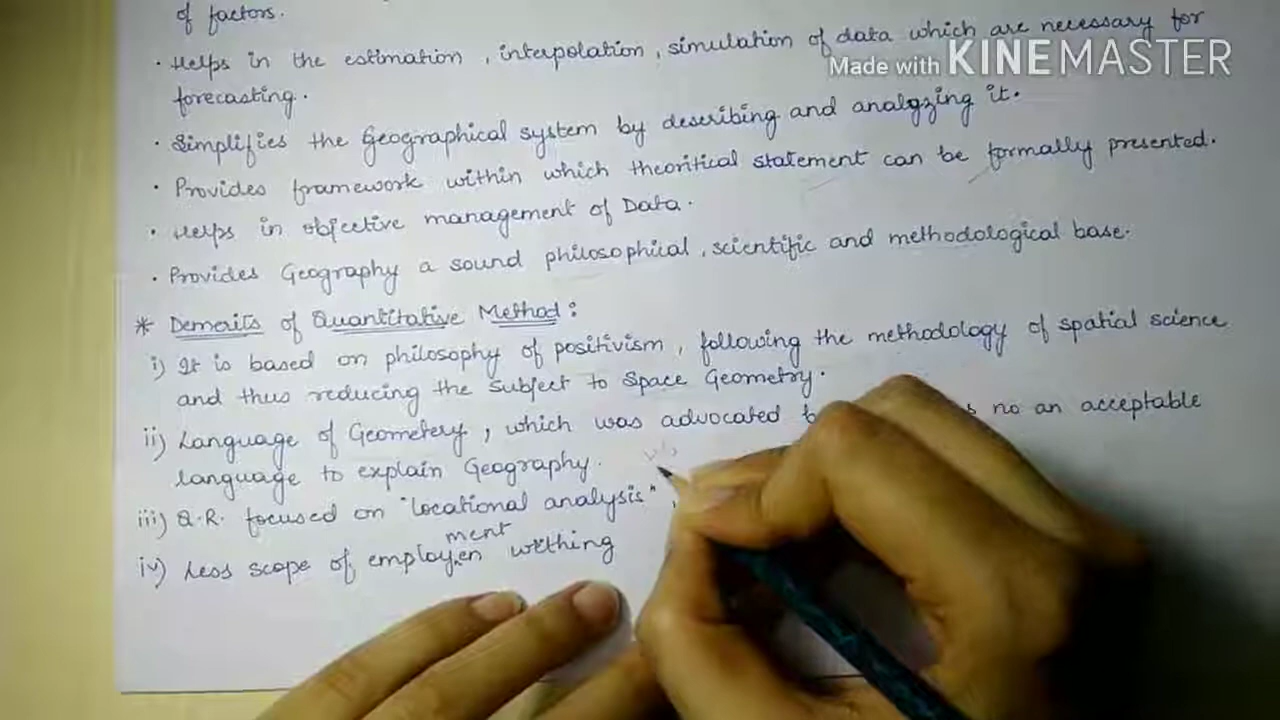 of factors.
· Helps in the estimation, interpolation, simulation of data which are necessary for
Made with KINEMASTER
forecasting.
· Simplifies the Geographical system by describing and analyzing it.
· Provides framework within which theoritical statement can be formally presented.
· Helps in objective management of Data.
· Provides Geography a sound philosophical, scientific and methodological base.
* Demerits of Quantitative Method:
i) It is based on philosophy of positivism, following the methodology of spatial science
and thus reducing the subject to Space Geometry.
ii) Language of Geometery, which was advocated no an acceptable
language to explain Geography.
iii) Q.R. focused on "locational analysis",
ment
iv) Less scope of employen withing